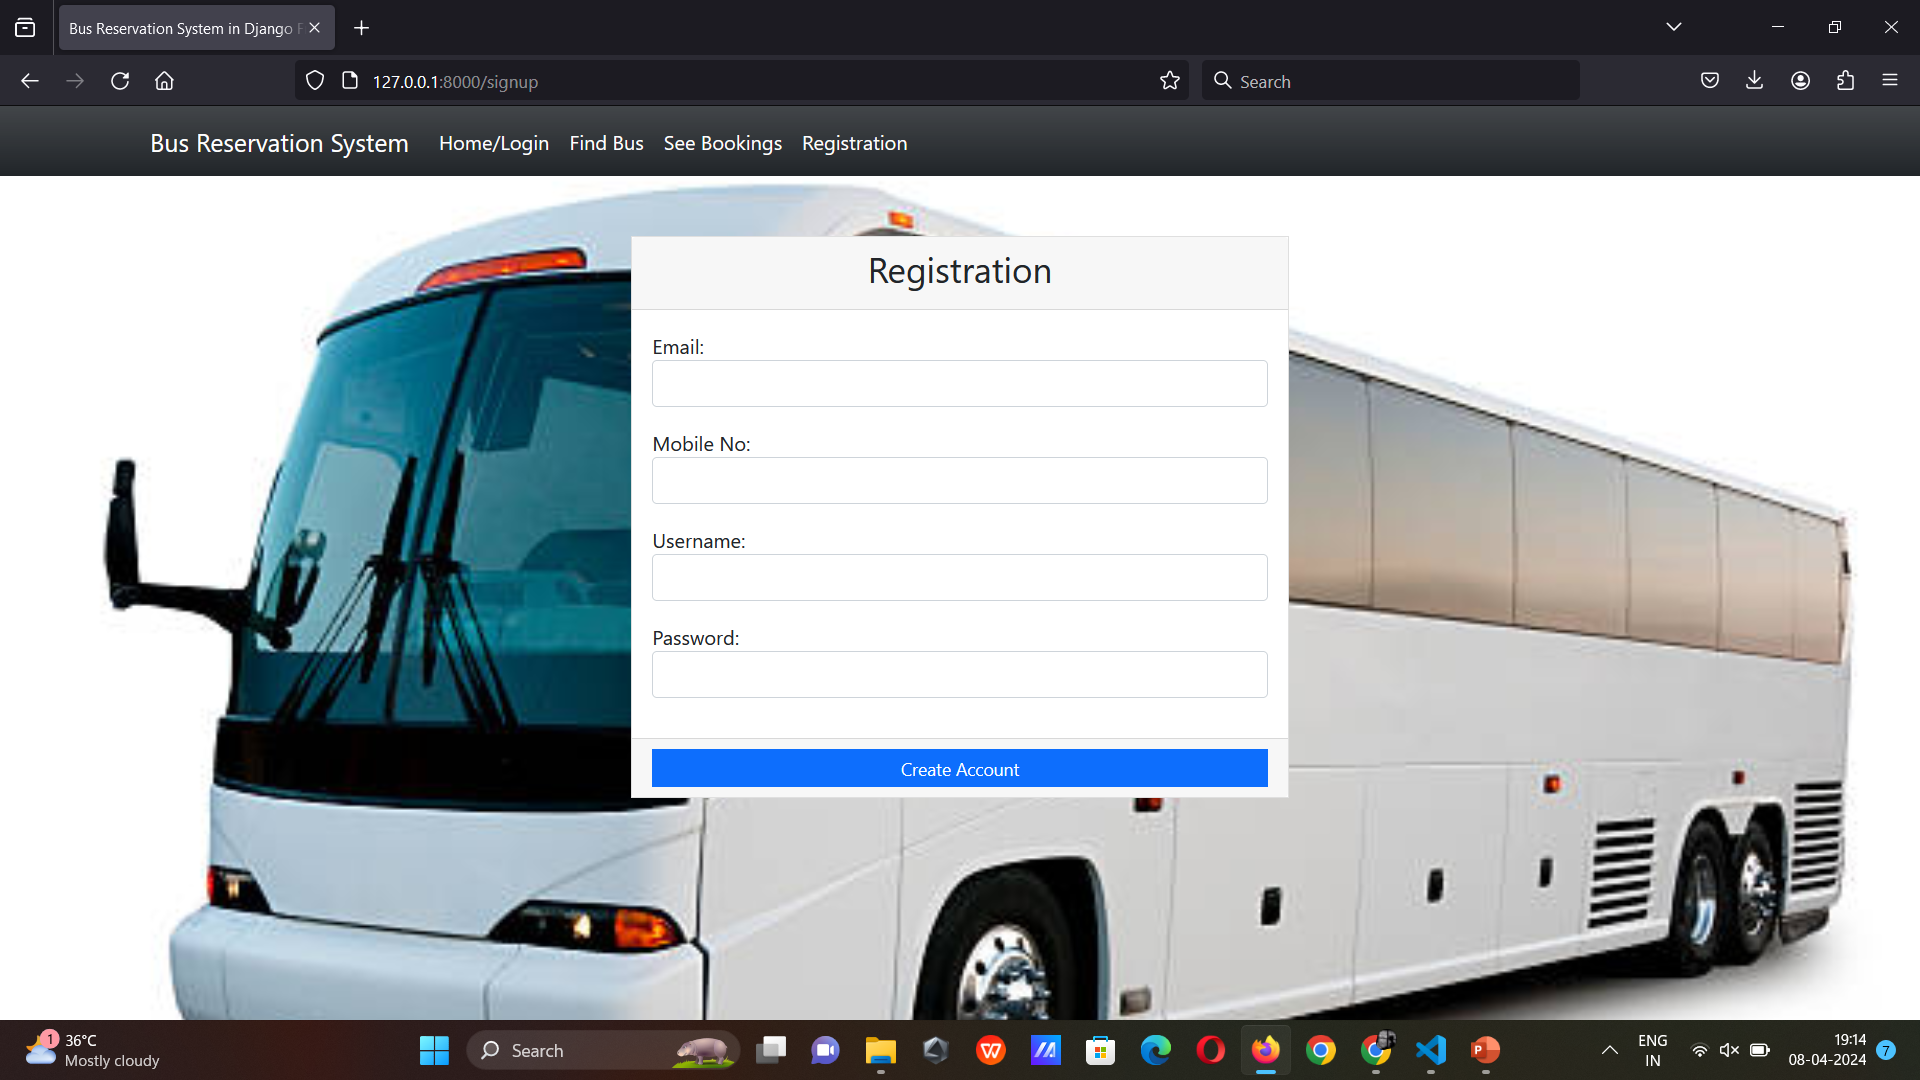 Bus Reservation System in Django
127.0.0.1:8000/signup
Search
Bus Reservation System Home/Login Find Bus See Bookings Registration
Registration
Email:
Mobile No:
Username:
Password:
Create Account
1
36°C
Mostly cloudy
Search
ENG
IN
19:14
08-04-2024
7